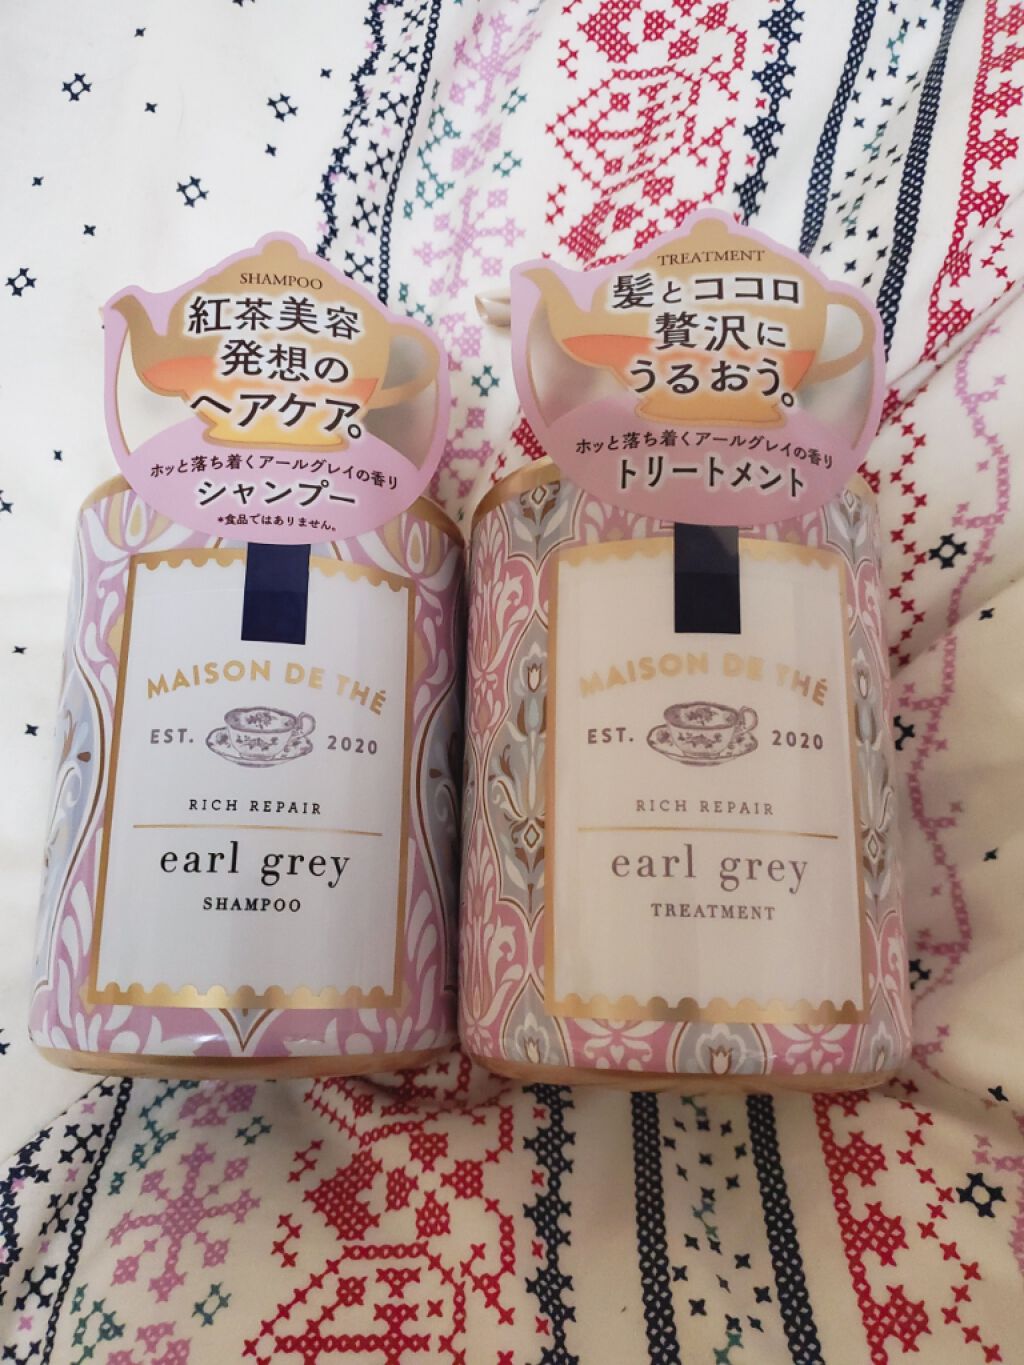 SHAMPOO
紅茶美容
発想の
ヘアケア。
ホッと落ち着くアールグレイの香り
シャンプー
*食品ではありません。
MAISON DE THÉ
EST. 2020
RICH REPAIR
earl grey
SHAMPOO
TREATMENT
髪とココロ
贅沢に
うるおう。
ホッと落ち着くアールグレイの香り
トリートメント
MAISON DE THÉ
EST. 2020
RICH REPAIR
earl grey
TREATMENT